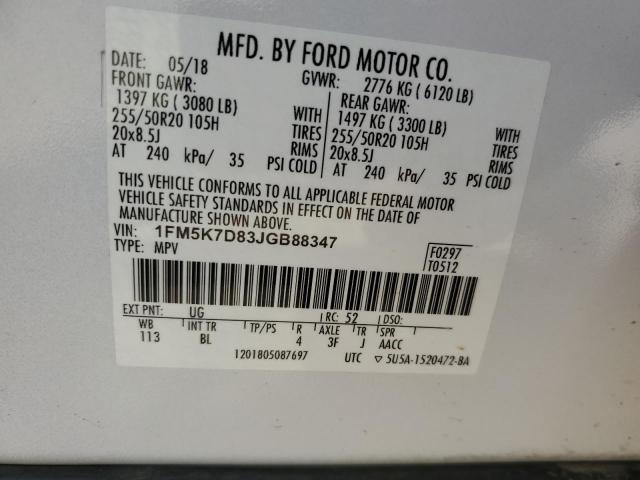 MFD. BY FORD MOTOR CO.
DATE: 05/18 GVWR: 2776 KG ( 6120 LB)
FRONT GAWR: REAR GAWR:
1397 KG ( 3080 LB) 1497 KG ( 3300 LB)
255/50R20 105H WITH TIRES 255/50R20 105H WITH TIRES
20x8.5J RIMS 20x8.5J RIMS
AT 240 kPa/ 35 PSI COLD AT 240 kPa/ 35 PSI COLD
THIS VEHICLE CONFORMS TO ALL APPLICABLE FEDERAL MOTOR
VEHICLE SAFETY STANDARDS IN EFFECT ON THE DATE OF
MANUFACTURE SHOWN ABOVE.
VIN: 1FM5K7D83JGB88347
TYPE: MPV F0297
T0512
EXT PNT: UG RC: 52 DSO:
WB INT TR TP/PS R AXLE TR SPR
113 BL 4 3F J AACC
1201805087697 UTC ▽ 5U5A-1520472-BA